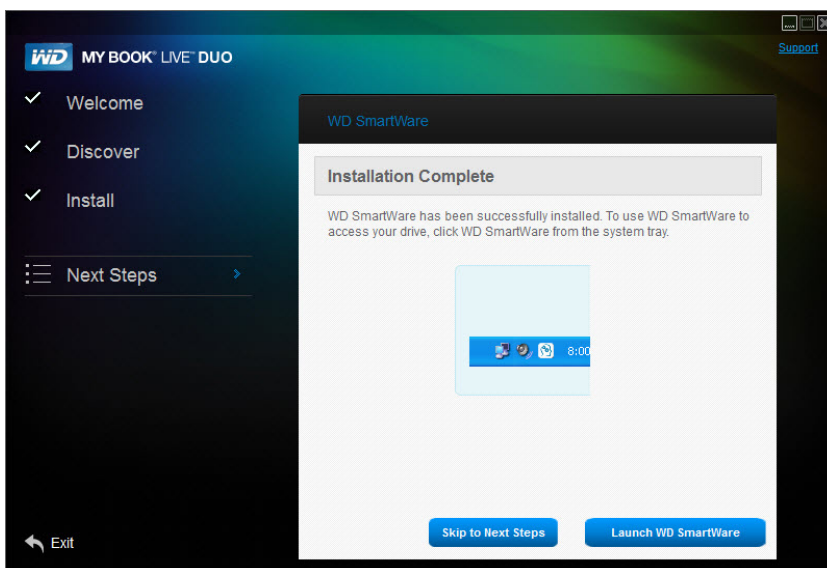 WD MY BOOK® LIVE™ DUO
Support
Welcome
Discover
Install
Next Steps
Exit
WD SmartWare
Installation Complete
WD SmartWare has been successfully installed. To use WD SmartWare to
access your drive, click WD SmartWare from the system tray.
8:00
Skip to Next Steps
Launch WD SmartWare